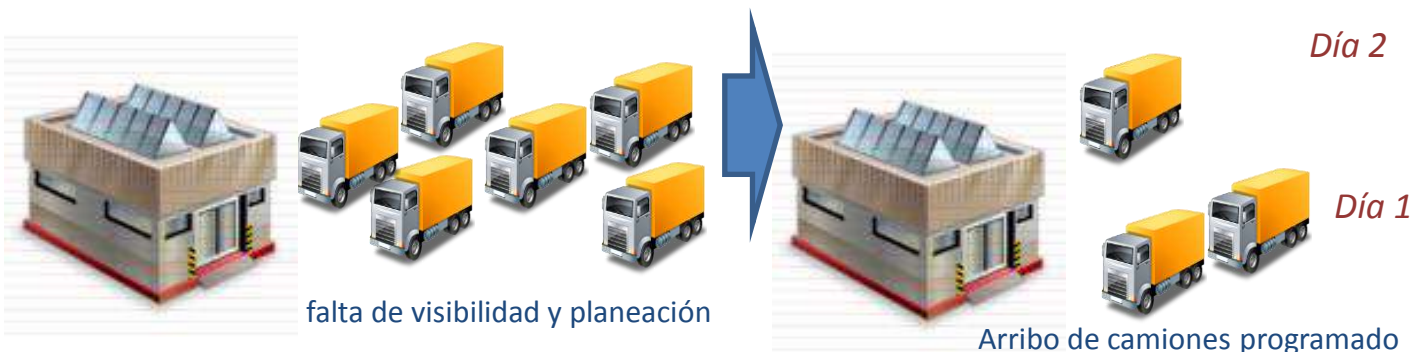 Día 2
Día 1
falta de visibilidad y planeación
Arribo de camiones programado